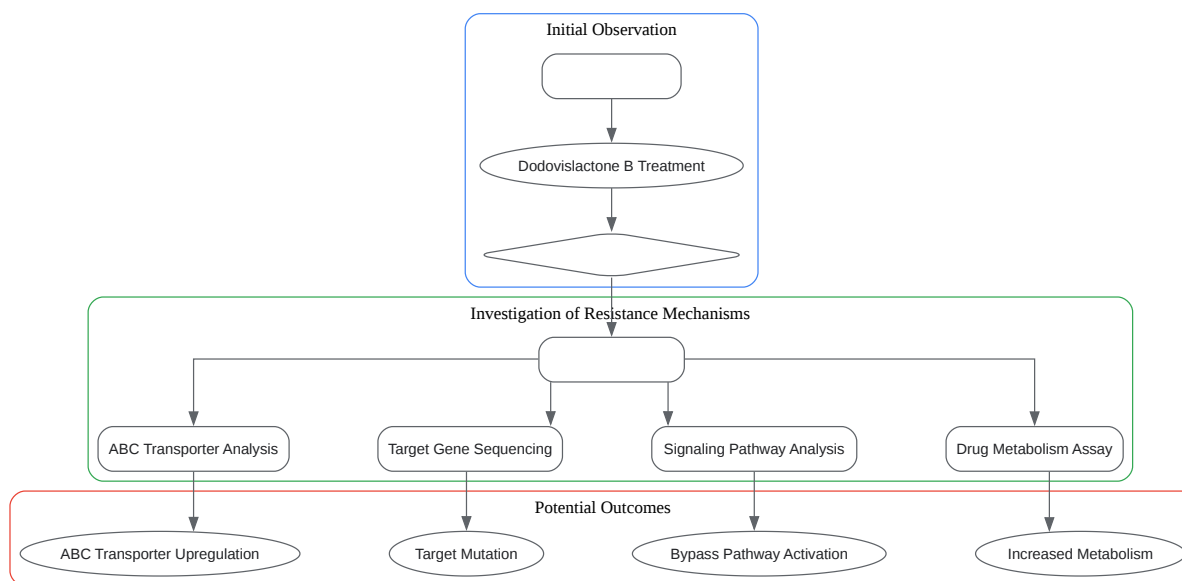 Initial Observation
Dodovislactone B Treatment
Investigation of Resistance Mechanisms
ABC Transporter Analysis
Target Gene Sequencing
Signaling Pathway Analysis
Drug Metabolism Assay
Potential Outcomes
ABC Transporter Upregulation
Target Mutation
Bypass Pathway Activation
Increased Metabolism